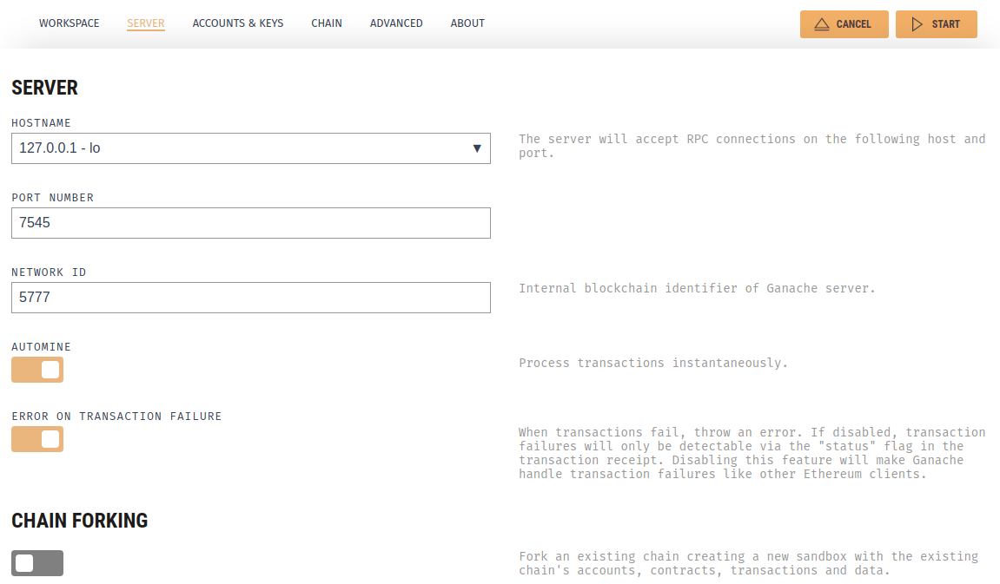 WORKSPACE SERVER ACCOUNTS & KEYS CHAIN ADVANCED ABOUT CANCEL START
SERVER
HOSTNAME
127.0.0.1 - lo
The server will accept RPC connections on the following host and
port.
PORT NUMBER
7545
NETWORK ID
5777
Internal blockchain identifier of Ganache server.
AUTOMINE
Process transactions instantaneously.
ERROR ON TRANSACTION FAILURE
When transactions fail, throw an error. If disabled, transaction
failures will only be detectable via the "status" flag in the
transaction receipt. Disabling this feature will make Ganache
handle transaction failures like other Ethereum clients.
CHAIN FORKING
Fork an existing chain creating a new sandbox with the existing
chain's accounts, contracts, transactions and data.